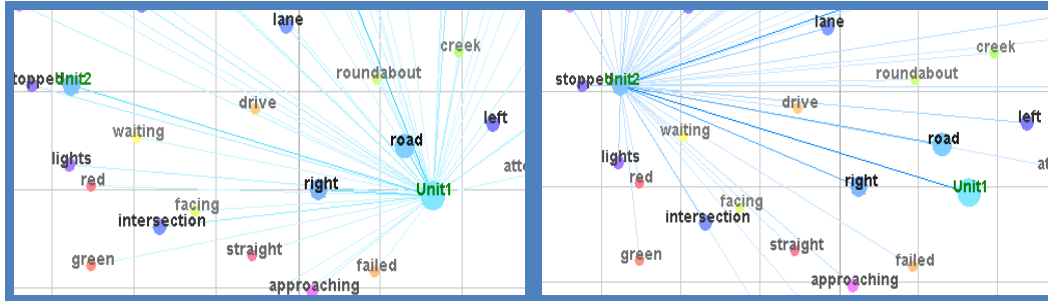 lane
creek
roundabout
stopped
Unit2
drive
left
waiting
road
lights
red
right
Unit1
facing
intersection
straight
green
failed
approaching
lane
creek
roundabout
stopped
Unit2
drive
left
waiting
road
lights
red
right
Unit1
facing
intersection
straight
green
failed
approaching